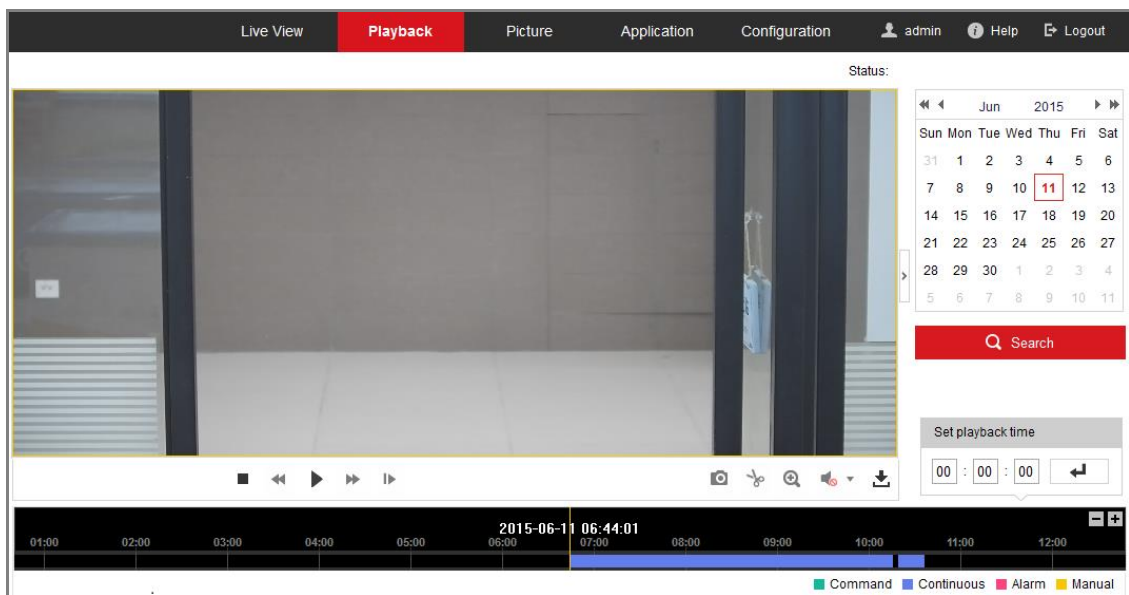 Live View Playback Picture Application Configuration admin Help Logout
Status:
Jun 2015
Sun Mon Tue Wed Thu Fri Sat
31 1 2 3 4 5 6
7 8 9 10 11 12 13
14 15 16 17 18 19 20
21 22 23 24 25 26 27
28 29 30 1 2 3 4
5 6 7 8 9 10 11
Search
Set playback time
00 : 00 : 00
2015-06-11 06:44:01
01:00 02:00 03:00 04:00 05:00 06:00 07:00 08:00 09:00 10:00 11:00 12:00
Command Continuous Alarm Manual